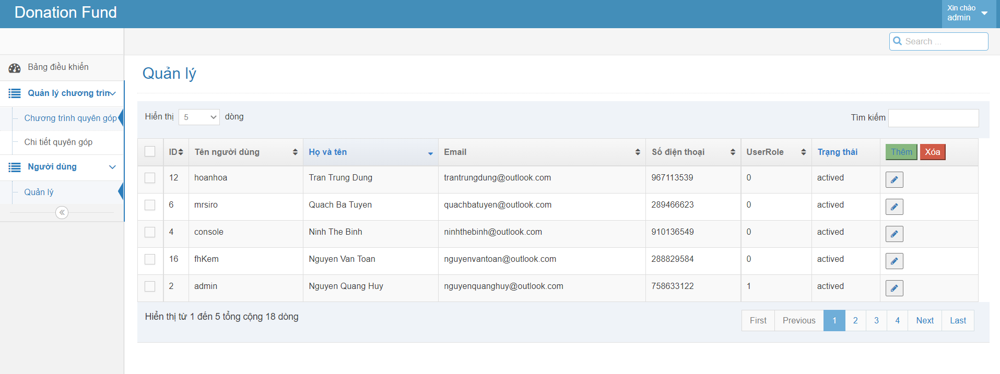 Donation Fund
Xin chào
admin
Search ...
Bảng điều khiển
Quản lý chương trìn
Chương trình quyên góp
Chi tiết quyên góp
Người dùng
Quản lý
Quản lý
Hiển thị 5 dòng
Tìm kiếm
ID Tên người dùng Họ và tên Email Số điện thoại UserRole Trạng thái Thêm Xóa
12 hoanhoa Tran Trung Dung trantrungdung@outlook.com 967113539 0 actived
6 mrsiro Quach Ba Tuyen quachbatuyen@outlook.com 289466623 0 actived
4 console Ninh The Binh ninhthebinh@outlook.com 910136549 0 actived
16 fhKem Nguyen Van Toan nguyenvantoan@outlook.com 288829584 0 actived
2 admin Nguyen Quang Huy nguyenquanghuy@outlook.com 758633122 1 actived
Hiển thị từ 1 đến 5 tổng cộng 18 dòng
First Previous 1 2 3 4 Next Last